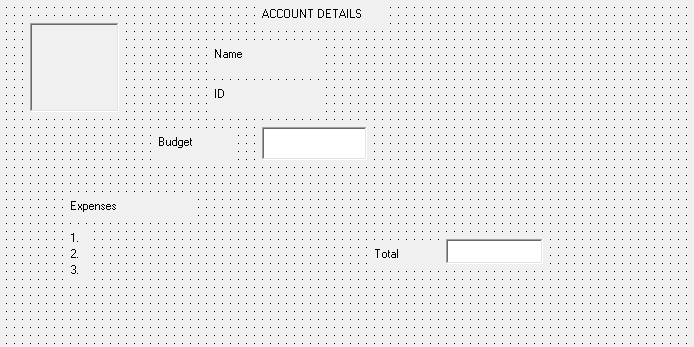 ACCOUNT DETAILS
Name
ID
Budget
Expenses
1.
2.
3.
Total